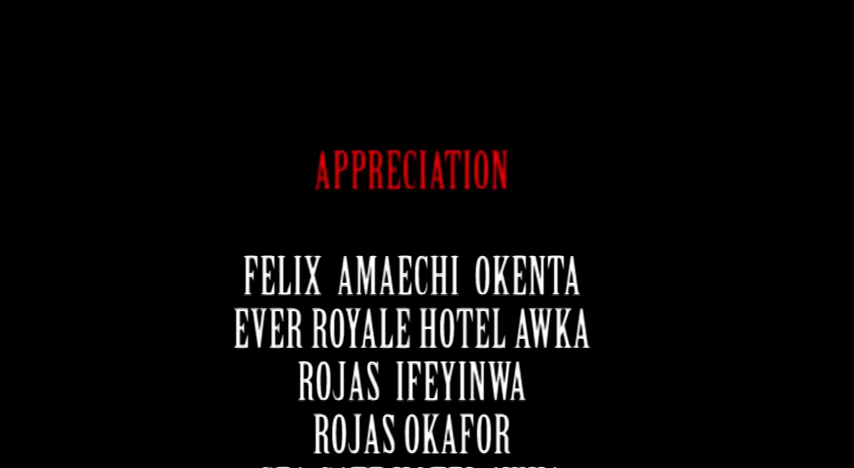 APPRECIATION
FELIX AMAECHI OKENTA
EVER ROYALE HOTEL AWKA
ROJAS IFEYINWA
ROJAS OKAFOR